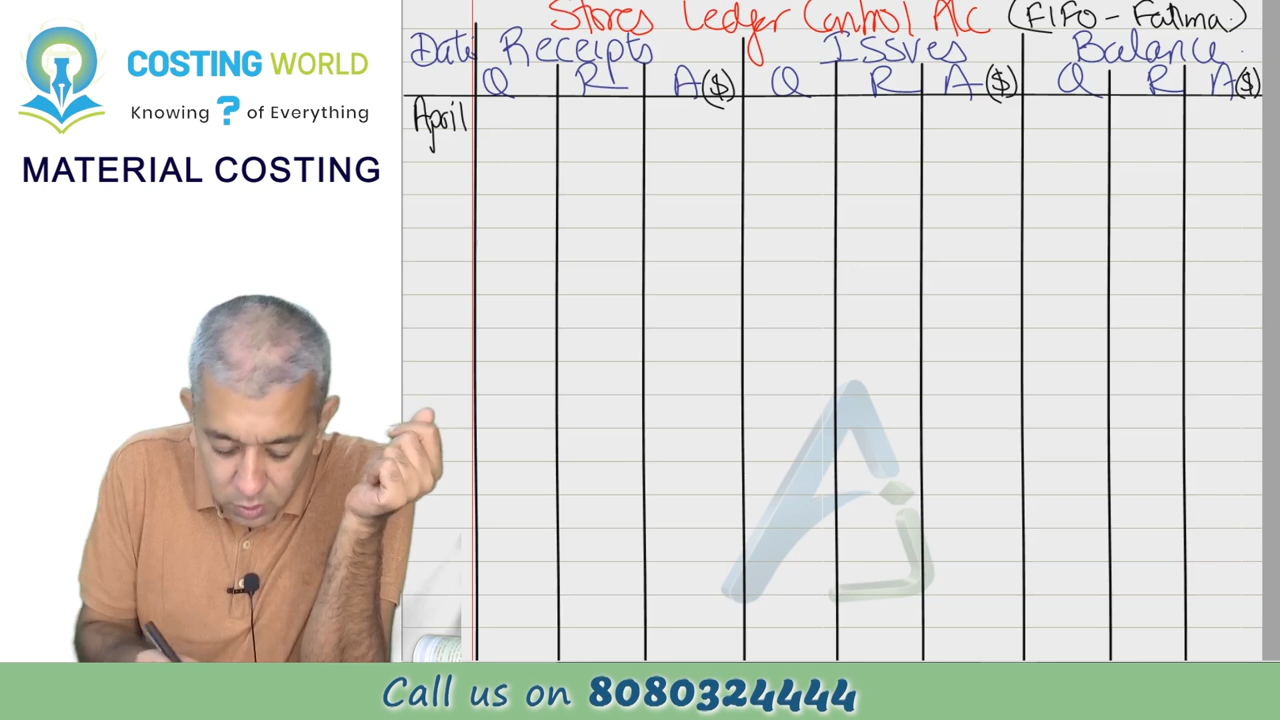 COSTING WORLD
Knowing ? of Everything
MATERIAL COSTING
Stores Ledger Control A/c (FIFO - Fatima)
Date Receipts Issues Balance
Q R A($) Q R A($) Q R A($)
April
Call us on 8080324444